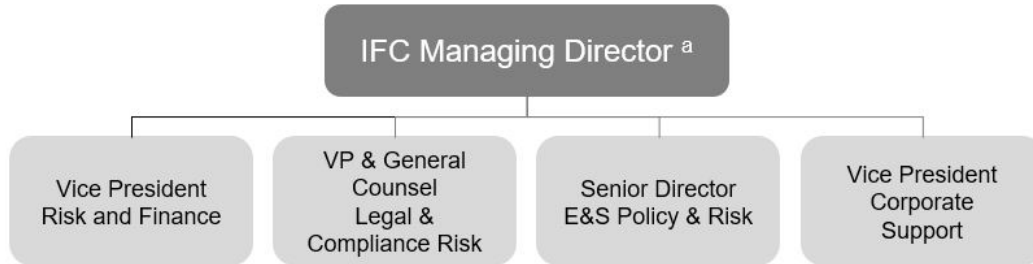 IFC Managing Director ª
Vice President
Risk and Finance
VP & General
Counsel
Legal &
Compliance Risk
Senior Director
E&S Policy & Risk
Vice President
Corporate
Support